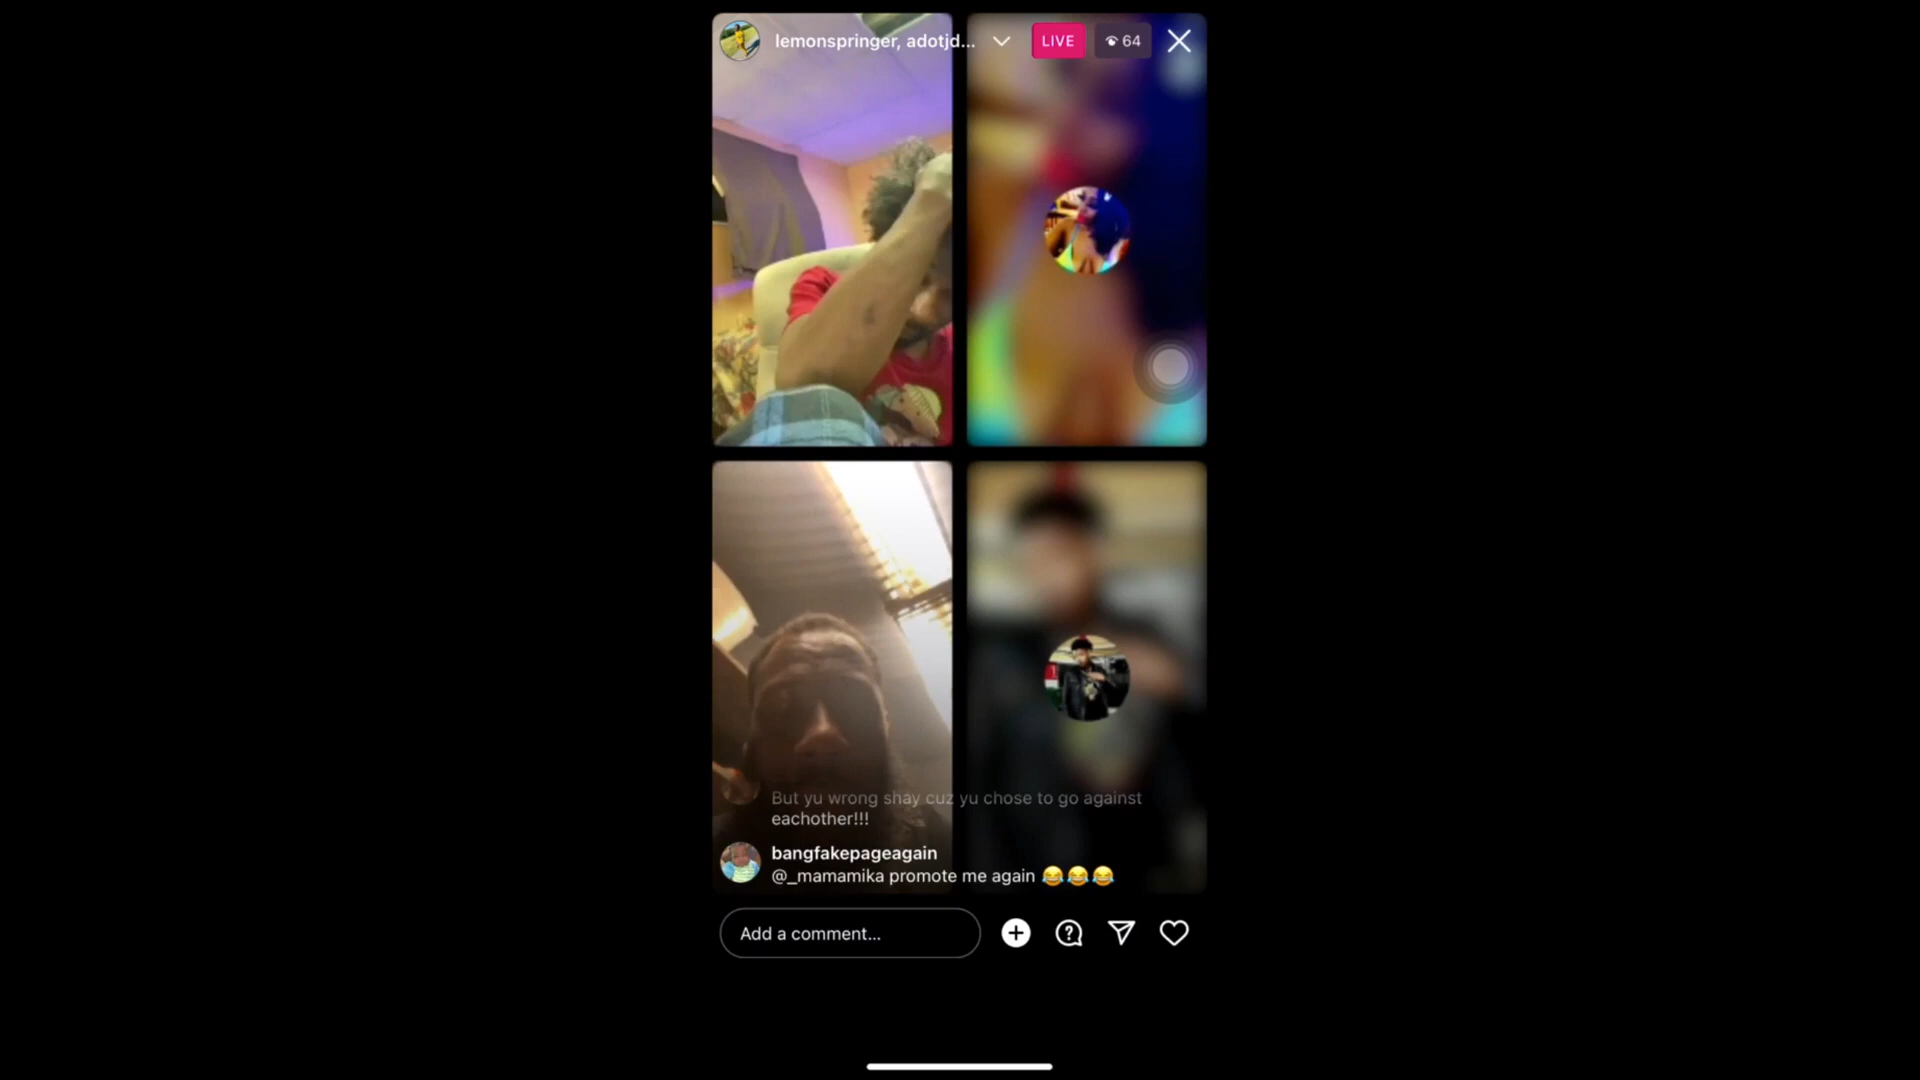 lemonspringer, adotjd...
LIVE
64
But yu wrong shay cuz yu chose to go against
eachother!!!
bangfakepageagain
@_mamamika promote me again 😂😂😂
Add a comment...